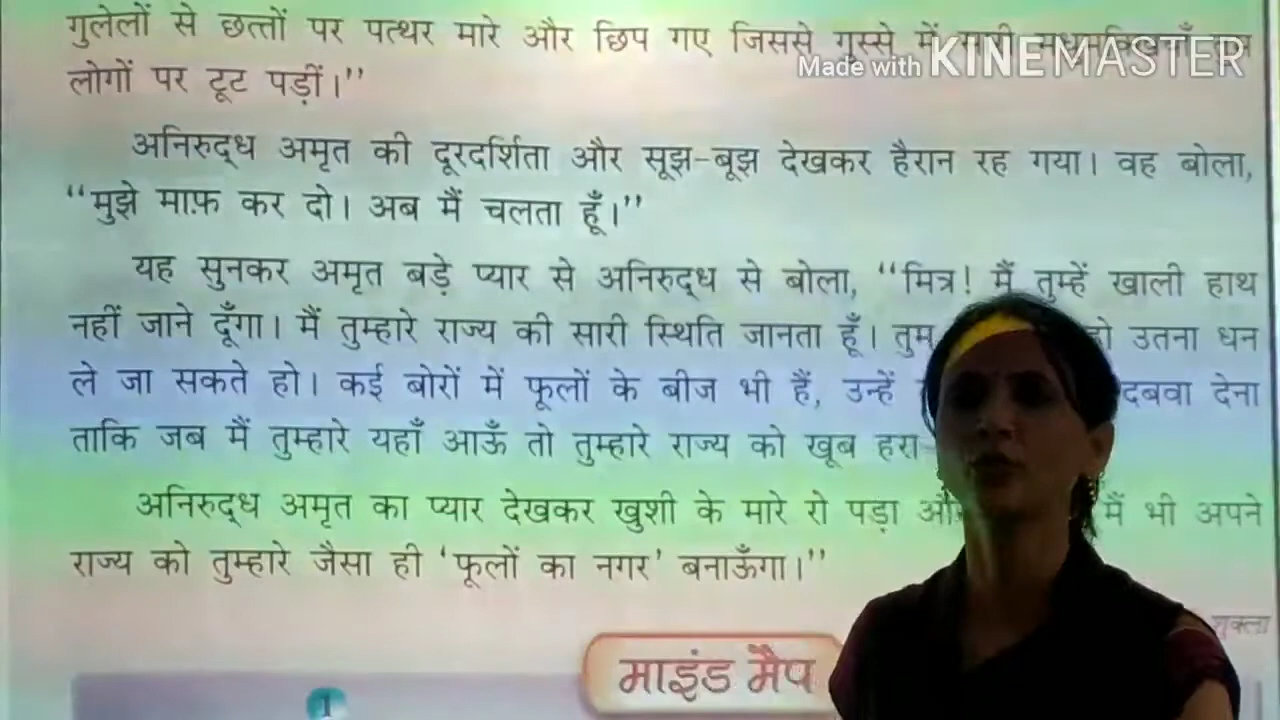 गुलेलों से छत्तों पर पत्थर मारे और छिप गए जिससे गुस्से में
Made with KINEMASTER
लोगों पर टूट पड़ीं।”
अनिरुद्ध अमृत की दूरदर्शिता और सूझ-बूझ देखकर हैरान रह गया। वह बोला,
“मुझे माफ़ कर दो। अब मैं चलता हूँ।”
यह सुनकर अमृत बड़े प्यार से अनिरुद्ध से बोला, “मित्र! मैं तुम्हें खाली हाथ
नहीं जाने दूँगा। मैं तुम्हारे राज्य की सारी स्थिति जानता हूँ। तुम उतना धन
ले जा सकते हो। कई बोरों में फूलों के बीज भी हैं, उन्हें दबवा देना
ताकि जब मैं तुम्हारे यहाँ आऊँ तो तुम्हारे राज्य को खूब हरा-
अनिरुद्ध अमृत का प्यार देखकर खुशी के मारे रो पड़ा मैं भी अपने
राज्य को तुम्हारे जैसा ही ‘फूलों का नगर’ बनाऊँगा।”
माइंड मैप
1